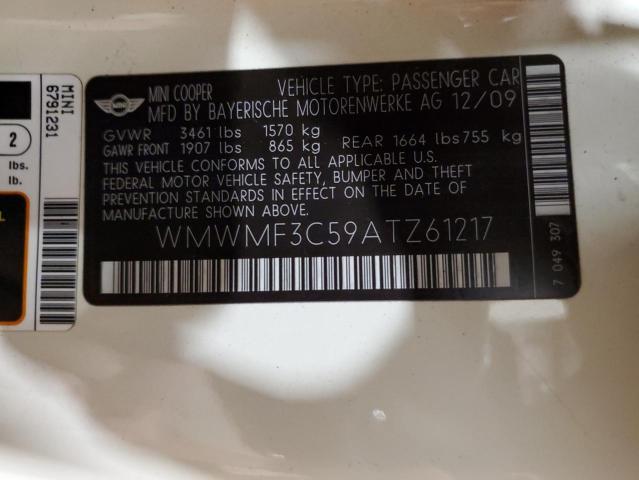 MINI
6791231
2
lbs.
lb.
MINI
MINI COOPER
VEHICLE TYPE: PASSENGER CAR
MFD BY BAYERISCHE MOTORENWERKE AG 12/09
GVWR 3461 lbs 1570 kg
GAWR FRONT 1907 lbs 865 kg REAR 1664 lbs 755 kg
THIS VEHICLE CONFORMS TO ALL APPLICABLE U.S.
FEDERAL MOTOR VEHICLE SAFETY, BUMPER AND THEFT
PREVENTION STANDARDS IN EFFECT ON THE DATE OF
MANUFACTURE SHOWN ABOVE.
WMWMF3C59ATZ61217
7 049 307